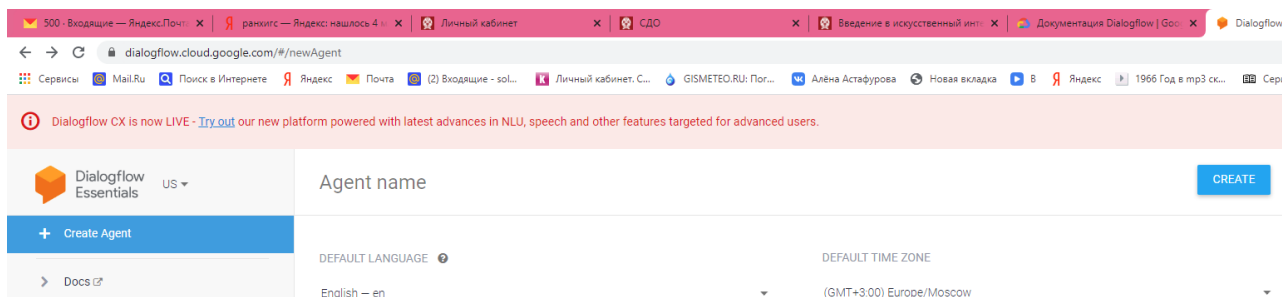 500 · Входящие — Яндекс.Почт
ранхигс — Яндекс: нашлось 4 м
Личный кабинет
СДО
Введение в искусственный инт
Документация Dialogflow | Goo
Dialogflow
dialogflow.cloud.google.com/#/newAgent
Сервисы Mail.Ru Поиск в Интернете Яндекс Почта (2) Входящие - sol... Личный кабинет. С... GISMETEO.RU: Пог... Алёна Астафурова Новая вкладка В Яндекс 1966 Год в mp3 ск... Сер
Dialogflow CX is now LIVE - Try out our new platform powered with latest advances in NLU, speech and other features targeted for advanced users.
Dialogflow
Essentials
US
Agent name
CREATE
Create Agent
DEFAULT LANGUAGE
DEFAULT TIME ZONE
Docs
English — en
(GMT+3:00) Europe/Moscow